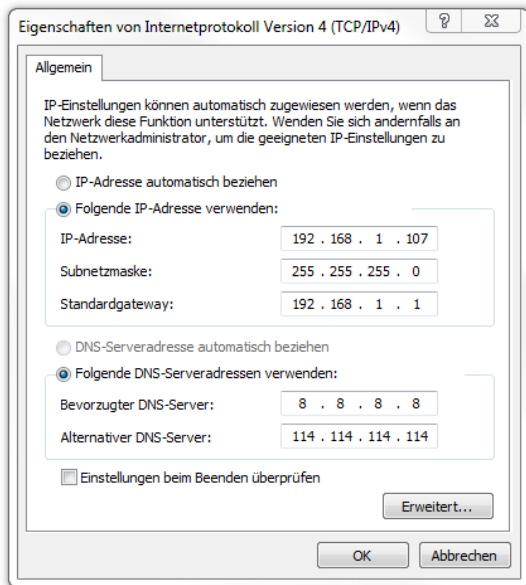 Eigenschaften von Internetprotokoll Version 4 (TCP/IPv4)
Allgemein
IP-Einstellungen können automatisch zugewiesen werden, wenn das
Netzwerk diese Funktion unterstützt. Wenden Sie sich andernfalls an
den Netzwerkadministrator, um die geeigneten IP-Einstellungen zu
beziehen.
IP-Adresse automatisch beziehen
Folgende IP-Adresse verwenden:
IP-Adresse: 192 . 168 . 1 . 107
Subnetzmaske: 255 . 255 . 255 . 0
Standardgateway: 192 . 168 . 1 . 1
DNS-Serveradresse automatisch beziehen
Folgende DNS-Serveradressen verwenden:
Bevorzugter DNS-Server: 8 . 8 . 8 . 8
Alternativer DNS-Server: 114 . 114 . 114 . 114
Einstellungen beim Beenden überprüfen
Erweitert...
OK Abbrechen